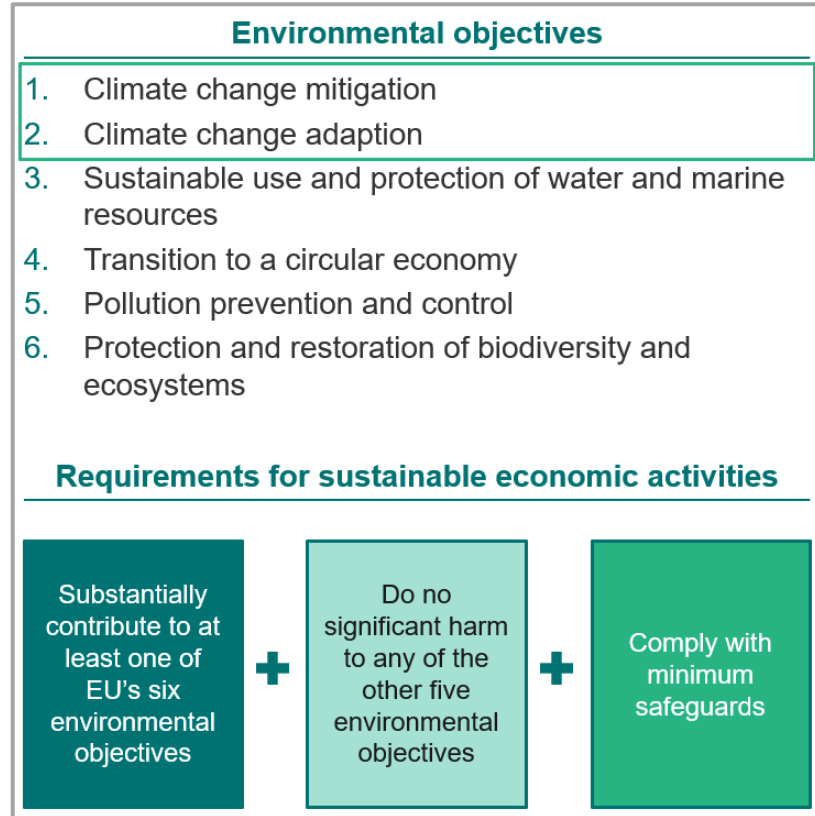 Environmental objectives
1. Climate change mitigation
2. Climate change adaption
3. Sustainable use and protection of water and marine
resources
4. Transition to a circular economy
5. Pollution prevention and control
6. Protection and restoration of biodiversity and
ecosystems
Requirements for sustainable economic activities
Substantially
contribute to at
least one of
EU's six
environmental
objectives
+
Do no
significant harm
to any of the
other five
environmental
objectives
+
Comply with
minimum
safeguards